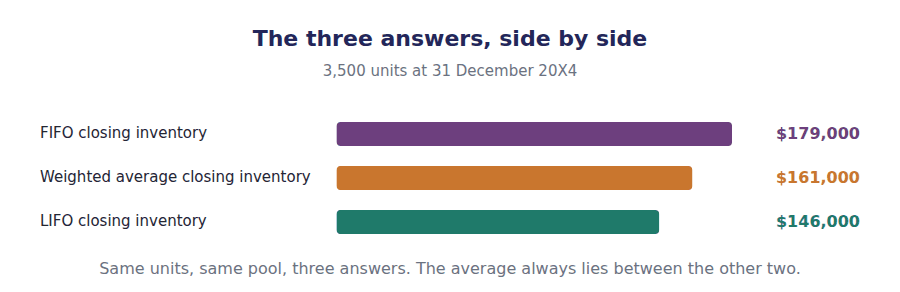 The three answers, side by side
3,500 units at 31 December 20X4
FIFO closing inventory $179,000
Weighted average closing inventory $161,000
LIFO closing inventory $146,000
Same units, same pool, three answers. The average always lies between the other two.